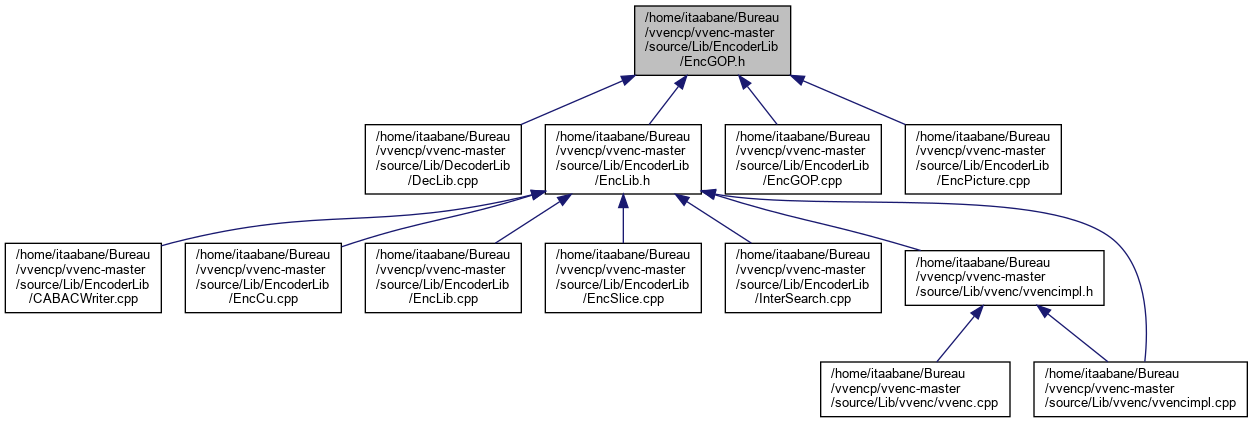 /home/itaabane/Bureau
/vvencp/vvenc-master
/source/Lib/EncoderLib
/EncGOP.h
/home/itaabane/Bureau
/vvencp/vvenc-master
/source/Lib/DecoderLib
/DecLib.cpp
/home/itaabane/Bureau
/vvencp/vvenc-master
/source/Lib/EncoderLib
/EncLib.h
/home/itaabane/Bureau
/vvencp/vvenc-master
/source/Lib/EncoderLib
/EncGOP.cpp
/home/itaabane/Bureau
/vvencp/vvenc-master
/source/Lib/EncoderLib
/EncPicture.cpp
/home/itaabane/Bureau
/vvencp/vvenc-master
/source/Lib/EncoderLib
/CABACWriter.cpp
/home/itaabane/Bureau
/vvencp/vvenc-master
/source/Lib/EncoderLib
/EncCu.cpp
/home/itaabane/Bureau
/vvencp/vvenc-master
/source/Lib/EncoderLib
/EncLib.cpp
/home/itaabane/Bureau
/vvencp/vvenc-master
/source/Lib/EncoderLib
/EncSlice.cpp
/home/itaabane/Bureau
/vvencp/vvenc-master
/source/Lib/EncoderLib
/InterSearch.cpp
/home/itaabane/Bureau
/vvencp/vvenc-master
/source/Lib/vvenc/vvencimpl.h
/home/itaabane/Bureau
/vvencp/vvenc-master
/source/Lib/vvenc/vvenc.cpp
/home/itaabane/Bureau
/vvencp/vvenc-master
/source/Lib/vvenc/vvencimpl.cpp